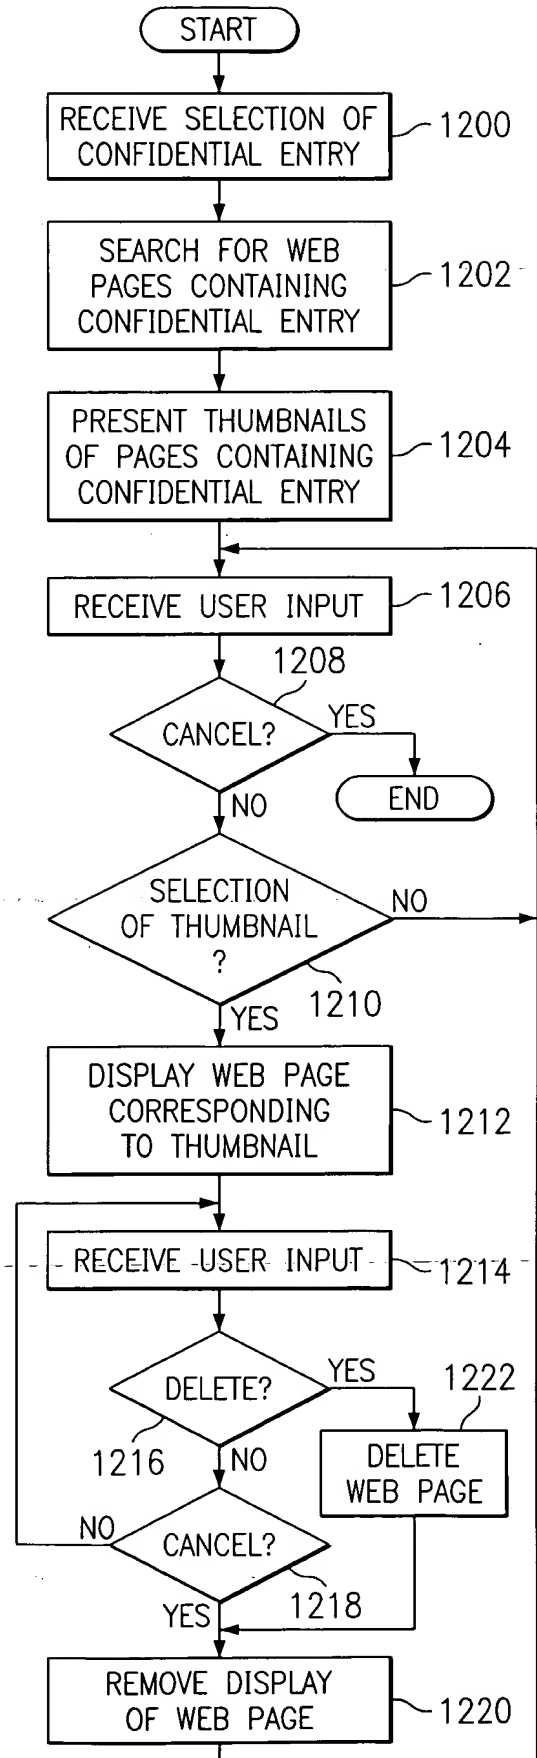 START
RECEIVE SELECTION OF
CONFIDENTIAL ENTRY
1200
SEARCH FOR WEB
PAGES CONTAINING
CONFIDENTIAL ENTRY
1202
PRESENT THUMBNAILS
OF PAGES CONTAINING
CONFIDENTIAL ENTRY
1204
RECEIVE USER INPUT
1206
1208
CANCEL?
YES
END
NO
SELECTION
OF THUMBNAIL
?
NO
1210
YES
DISPLAY WEB PAGE
CORRESPONDING
TO THUMBNAIL
1212
RECEIVE USER INPUT
1214
DELETE?
YES
1222
1216
NO
DELETE
WEB PAGE
CANCEL?
NO
1218
YES
REMOVE DISPLAY
OF WEB PAGE
1220